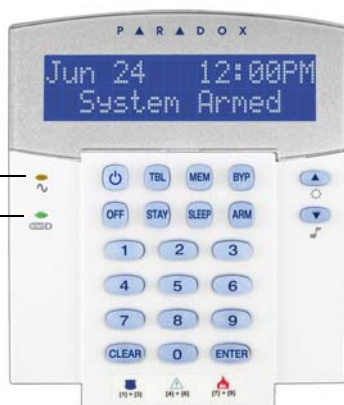 PARADOX
Jun 24 12:00PM
System Armed
TBL MEM BYP
OFF STAY SLEEP ARM
1 2 3
4 5 6
7 8 9
CLEAR 0 ENTER
[1] + [3] [4] + [6] [7] + [9]